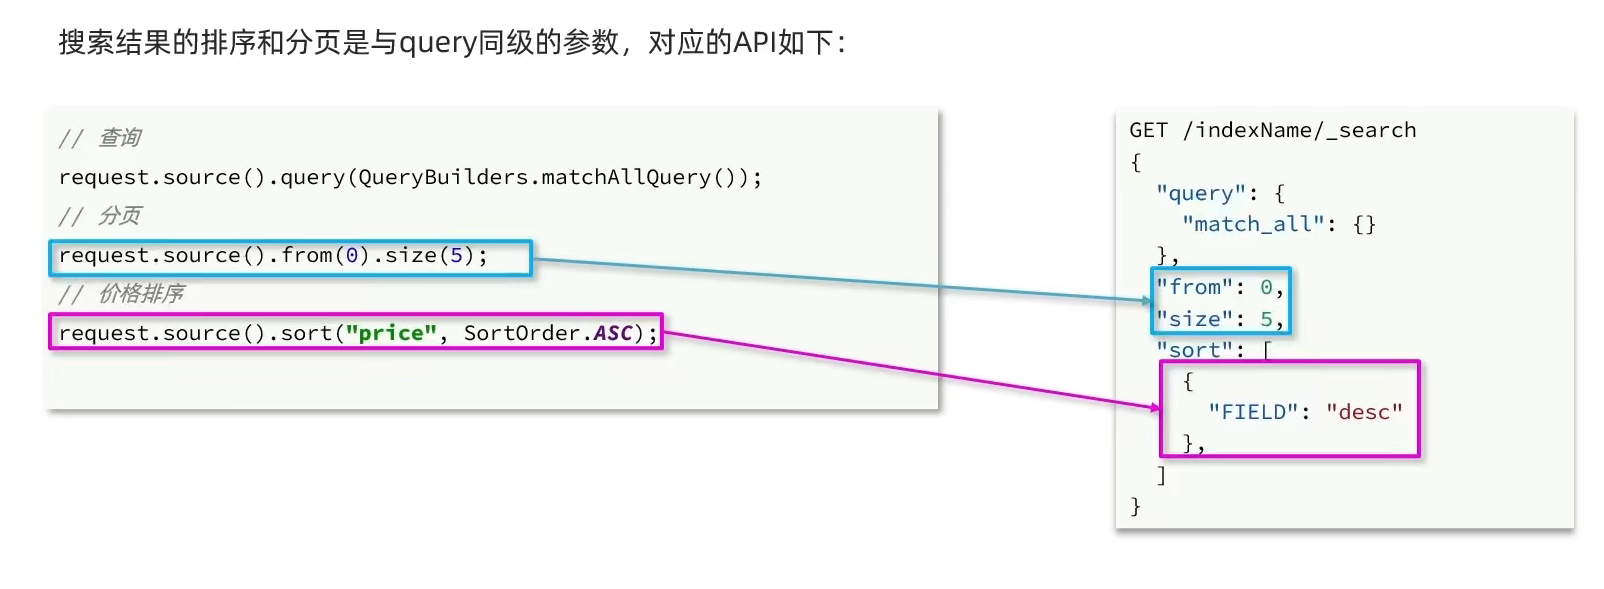 搜索结果的排序和分页是与query同级的参数，对应的API如下：
// 查询
request.source().query(QueryBuilders.matchAllQuery());
// 分页
request.source().from(0).size(5);
// 价格排序
request.source().sort("price", SortOrder.ASC);
GET /indexName/_search
{
  "query": {
    "match_all": {}
  },
  "from": 0,
  "size": 5,
  "sort": [
    {
      "FIELD": "desc"
    },
  ]
}